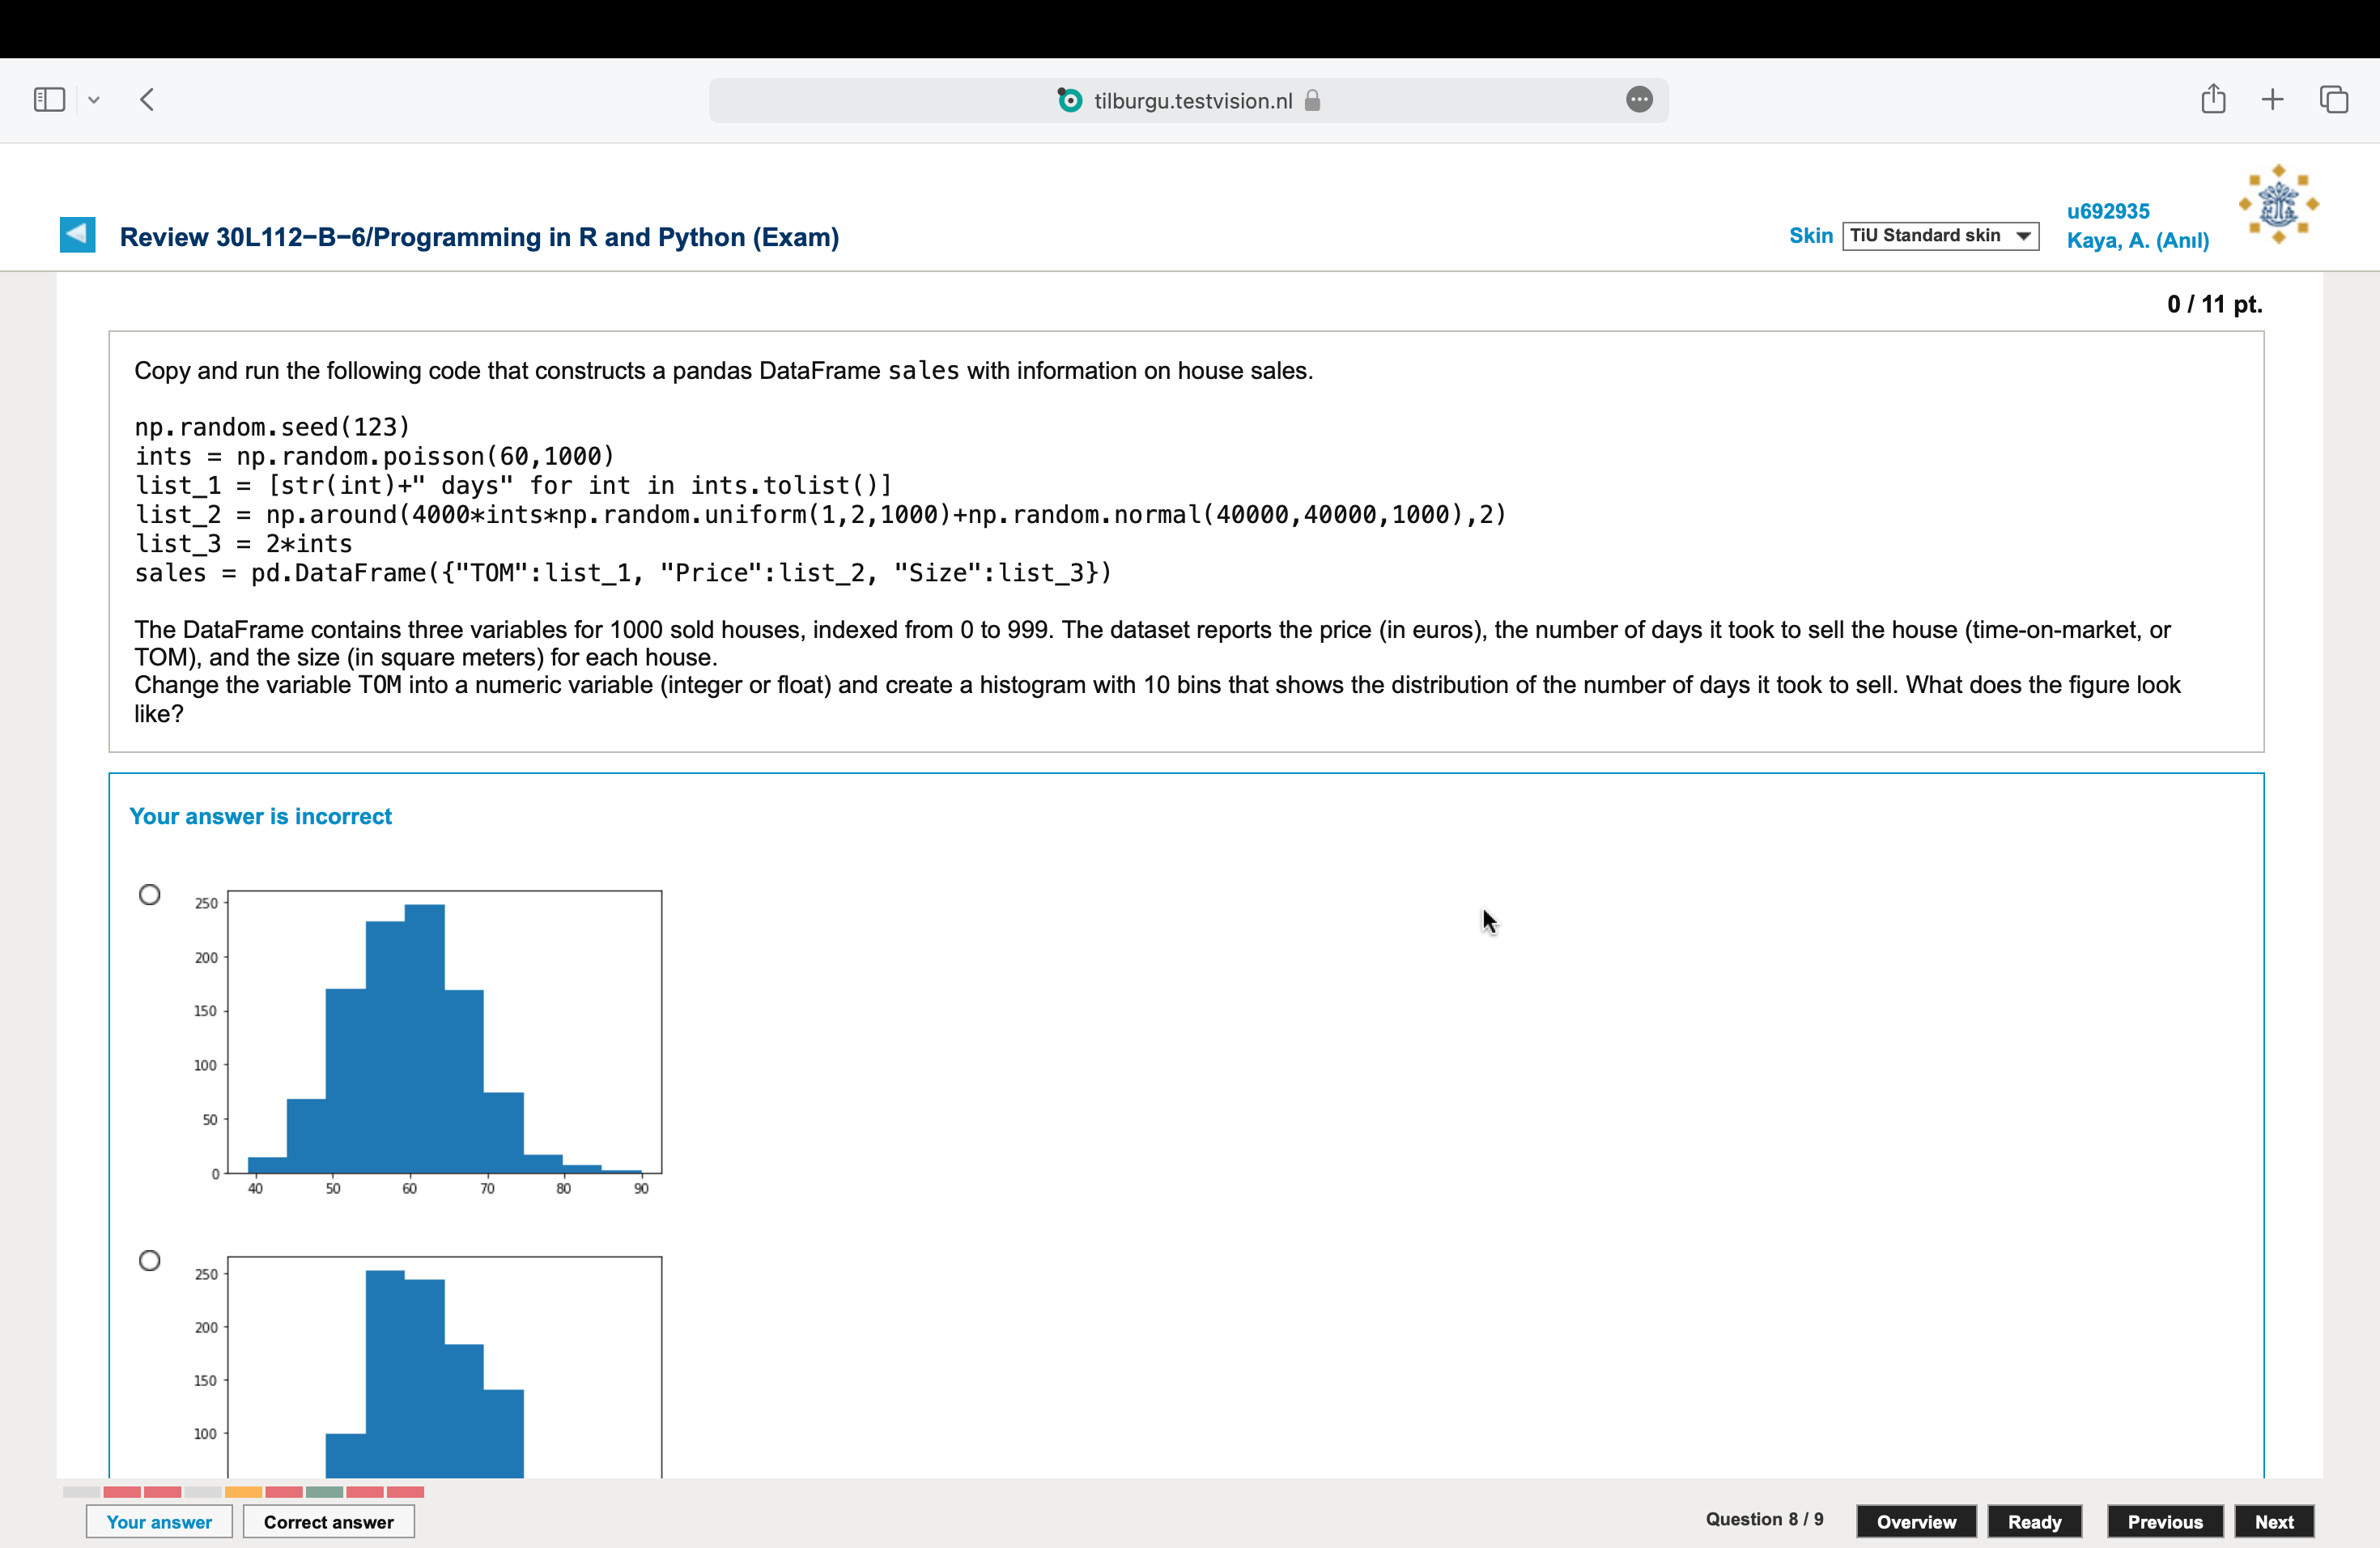 tilburgu.testvision.nl
Review 30L112-B-6/Programming in R and Python (Exam)
Skin
TiU Standard skin
u692935
Kaya, A. (Anıl)
0 / 11 pt.
Copy and run the following code that constructs a pandas DataFrame sales with information on house sales.
np.random.seed(123)
ints = np.random.poisson(60,1000)
list_1 = [str(int)+" days" for int in ints.tolist()]
list_2 = np.around(4000*ints*np.random.uniform(1,2,1000)+np.random.normal(40000,40000,1000),2)
list_3 = 2*ints
sales = pd.DataFrame({"TOM":list_1, "Price":list_2, "Size":list_3})
The DataFrame contains three variables for 1000 sold houses, indexed from 0 to 999. The dataset reports the price (in euros), the number of days it took to sell the house (time-on-market, or
TOM), and the size (in square meters) for each house.
Change the variable TOM into a numeric variable (integer or float) and create a histogram with 10 bins that shows the distribution of the number of days it took to sell. What does the figure look
like?
Your answer is incorrect
250
200
150
100
50
0
40 50 60 70 80 90
250
200
150
100
Your answer
Correct answer
Question 8 / 9
Overview
Ready
Previous
Next